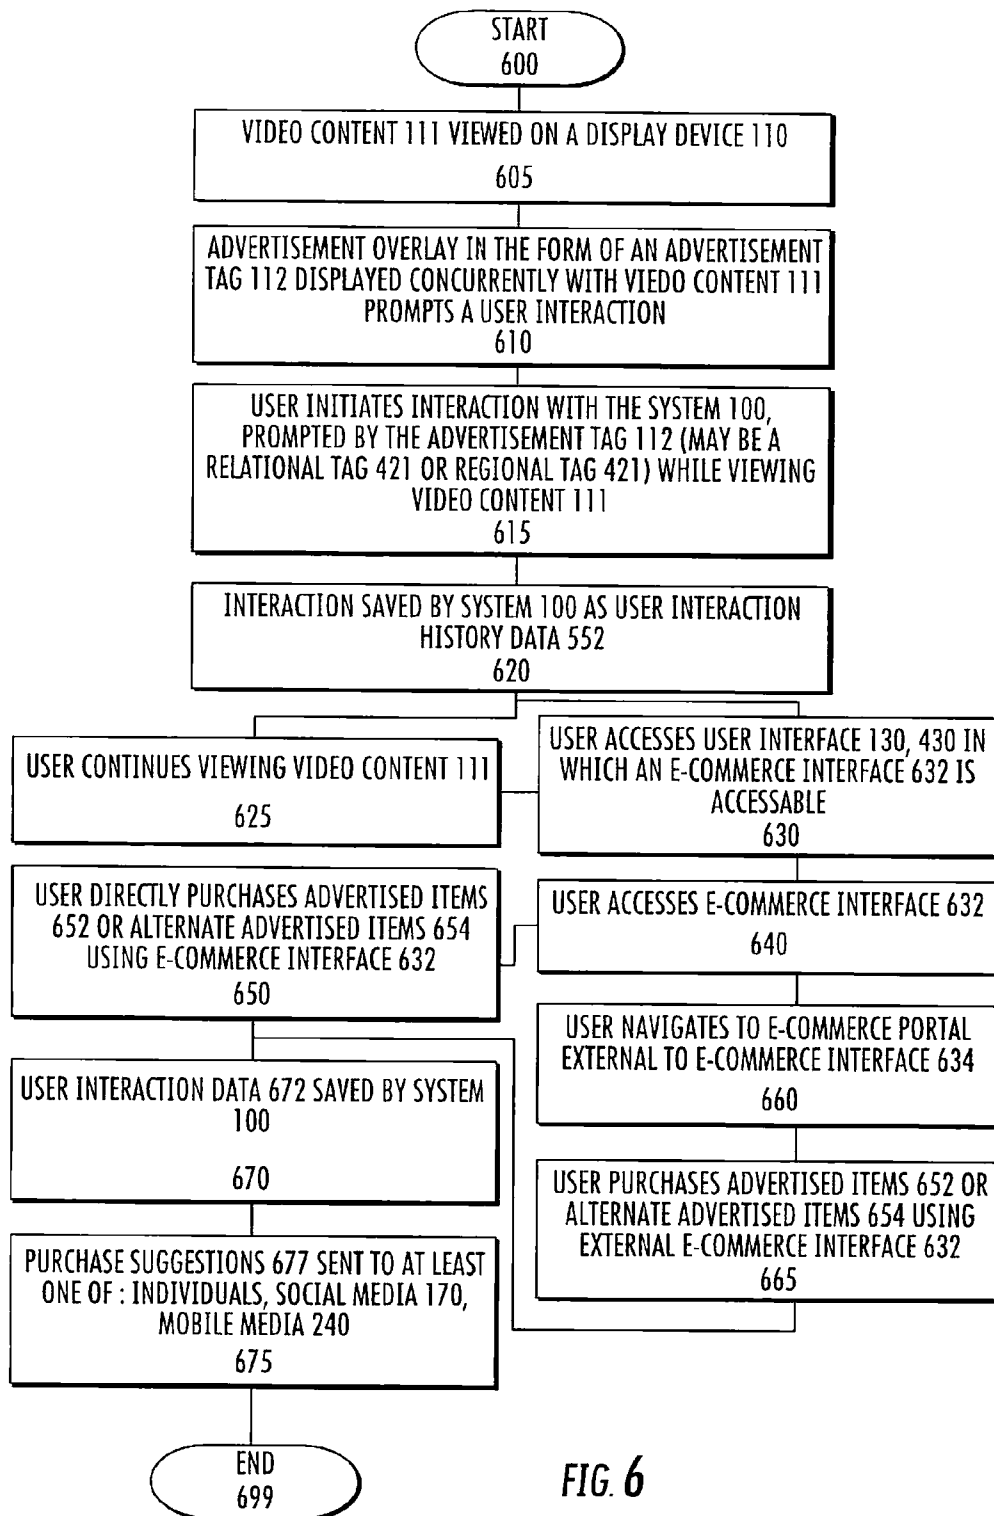 START
600
VIDEO CONTENT 111 VIEWED ON A DISPLAY DEVICE 110
605
ADVERTISEMENT OVERLAY IN THE FORM OF AN ADVERTISEMENT
TAG 112 DISPLAYED CONCURRENTLY WITH VIEDO CONTENT 111
PROMPTS A USER INTERACTION
610
USER INITIATES INTERACTION WITH THE SYSTEM 100,
PROMPTED BY THE ADVERTISEMENT TAG 112 (MAY BE A
RELATIONAL TAG 421 OR REGIONAL TAG 421) WHILE VIEWING
VIDEO CONTENT 111
615
INTERACTION SAVED BY SYSTEM 100 AS USER INTERACTION
HISTORY DATA 552
620
USER CONTINUES VIEWING VIDEO CONTENT 111
625
USER ACCESSES USER INTERFACE 130, 430 IN
WHICH AN E-COMMERCE INTERFACE 632 IS
ACCESSABLE
630
USER DIRECTLY PURCHASES ADVERTISED ITEMS
652 OR ALTERNATE ADVERTISED ITEMS 654
USING E-COMMERCE INTERFACE 632
650
USER ACCESSES E-COMMERCE INTERFACE 632
640
USER NAVIGATES TO E-COMMERCE PORTAL
EXTERNAL TO E-COMMERCE INTERFACE 634
660
USER INTERACTION DATA 672 SAVED BY SYSTEM
100
670
USER PURCHASES ADVERTISED ITEMS 652 OR
ALTERNATE ADVERTISED ITEMS 654 USING
EXTERNAL E-COMMERCE INTERFACE 632
665
PURCHASE SUGGESTIONS 677 SENT TO AT LEAST
ONE OF : INDIVIDUALS, SOCIAL MEDIA 170,
MOBILE MEDIA 240
675
END
699
FIG. 6